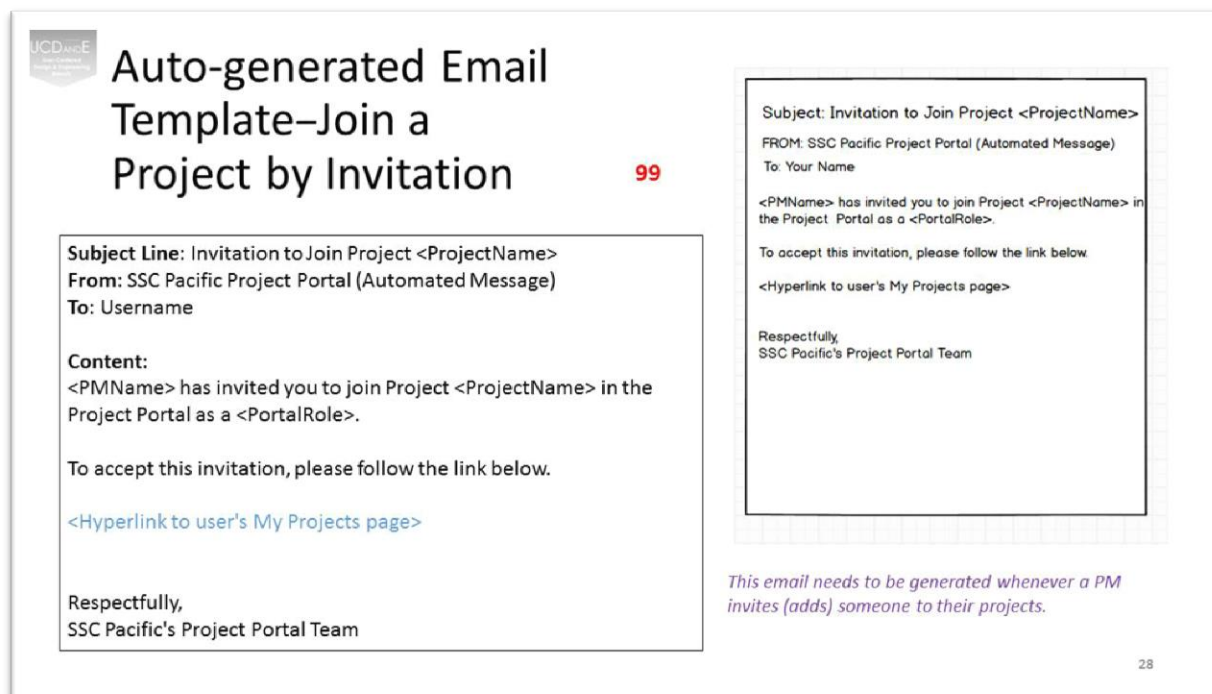 UCDANDE
Auto-generated Email
Template–Join a
Project by Invitation
99
Subject Line: Invitation to Join Project <ProjectName>
From: SSC Pacific Project Portal (Automated Message)
To: Username
Content:
<PMName> has invited you to join Project <ProjectName> in the
Project Portal as a <PortalRole>.
To accept this invitation, please follow the link below.
<Hyperlink to user's My Projects page>
Respectfully,
SSC Pacific's Project Portal Team
Subject: Invitation to Join Project <ProjectName>
FROM: SSC Pacific Project Portal (Automated Message)
To: Your Name
<PMName> has invited you to join Project <ProjectName> in
the Project Portal as a <PortalRole>.
To accept this invitation, please follow the link below.
<Hyperlink to user's My Projects page>
Respectfully,
SSC Pacific's Project Portal Team
This email needs to be generated whenever a PM
invites (adds) someone to their projects.
28